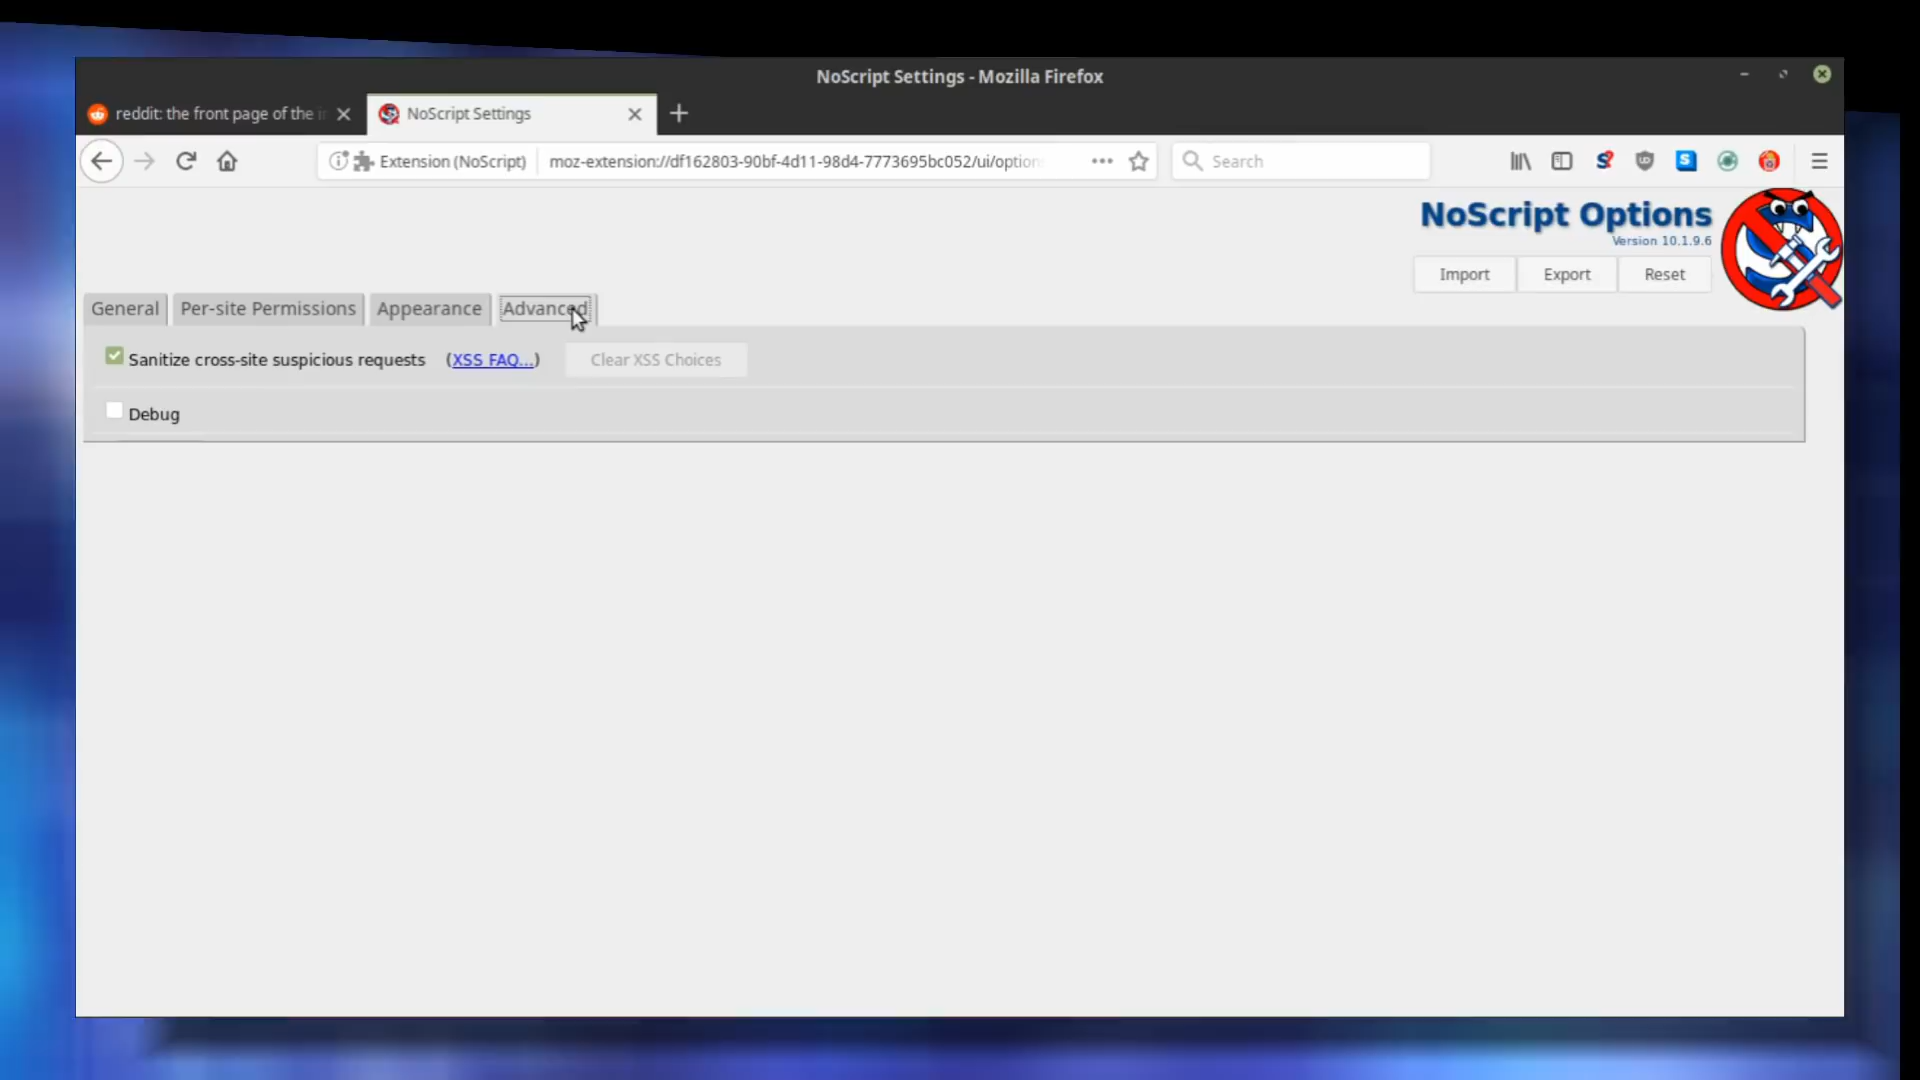 NoScript Settings - Mozilla Firefox
reddit: the front page of the
NoScript Settings
Extension (NoScript) moz-extension://df162803-90bf-4d11-98d4-7773695bc052/ui/option
Search
NoScript Options
Version 10.1.9.6
Import Export Reset
General Per-site Permissions Appearance Advanced
Sanitize cross-site suspicious requests (XSS FAQ...) Clear XSS Choices
Debug